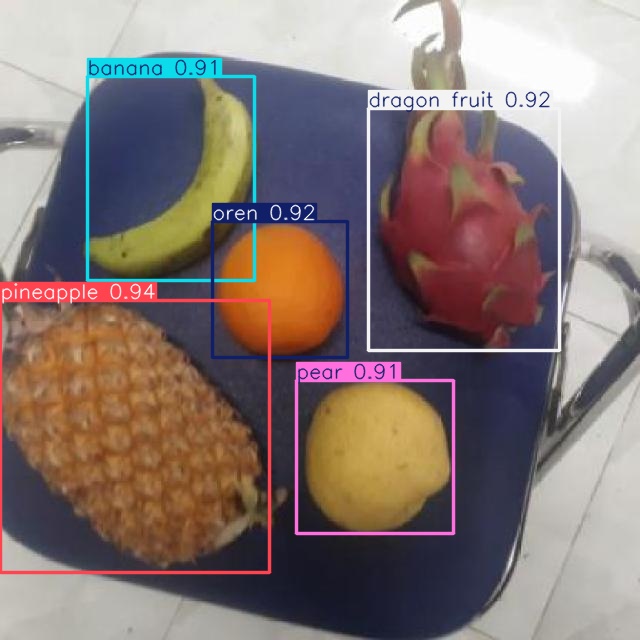 banana 0.91
dragon fruit 0.92
oren 0.92
pineapple 0.94
pear 0.91